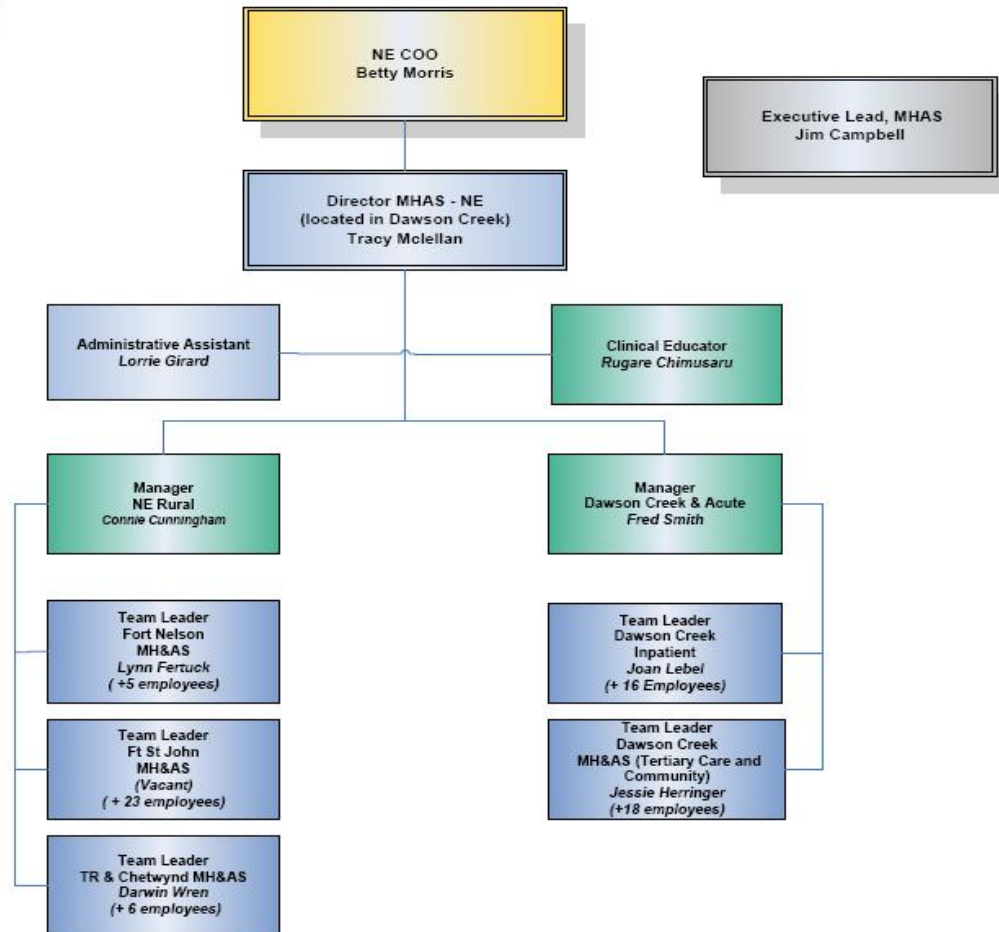 NE COO
Betty Morris
Executive Lead, MHAS
Jim Campbell
Director MHAS - NE
(located in Dawson Creek)
Tracy Mclellan
Administrative Assistant
Lorrie Girard
Clinical Educator
Rugare Chimusaru
Manager
NE Rural
Connie Cunningham
Manager
Dawson Creek & Acute
Fred Smith
Team Leader
Fort Nelson
MH&AS
Lynn Fertuck
( +5 employees)
Team Leader
Dawson Creek
Inpatient
Joan Lebel
(+ 16 Employees)
Team Leader
Ft St John
MH&AS
(Vacant)
( + 23 employees)
Team Leader
Dawson Creek
MH&AS (Tertiary Care and
Community)
Jessie Herringer
(+18 employees)
Team Leader
TR & Chetwynd MH&AS
Darwin Wren
(+ 6 employees)